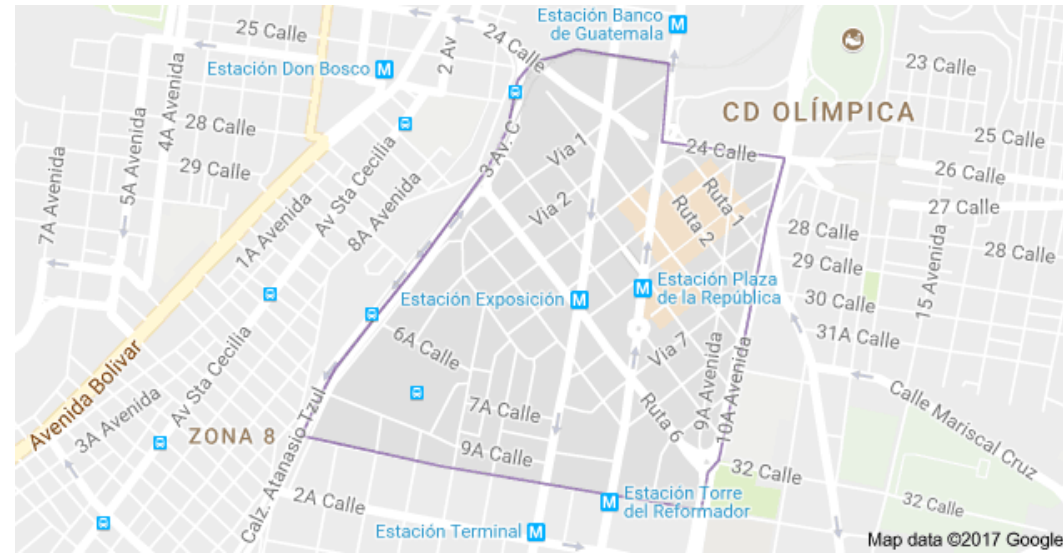 Estación Banco
de Guatemala
25 Calle
24 Calle
2 Av
Estación Don Bosco
23 Calle
CD OLÍMPICA
28 Calle
29 Calle
5A Avenida
4A Avenida
7A Avenida
1A Avenida
Av Sta Cecilia
8A Avenida
3 Av. C
Via 1
Via 2
24 Calle
Ruta 1
Ruta 2
25 Calle
26 Calle
27 Calle
28 Calle
28 Calle
29 Calle
30 Calle
31A Calle
15 Avenida
Estación Exposición
Estación Plaza
de la República
6A Calle
Via 7
9A Avenida
10A Avenida
Avenida Bolivar
Av Sta Cecilia
3A Avenida
ZONA 8
Calz. Atanasio Tzul
7A Calle
9A Calle
Ruta 6
Calle Mariscal Cruz
32 Calle
32 Calle
2A Calle
Estación Torre
del Reformador
Estación Terminal
Map data ©2017 Google